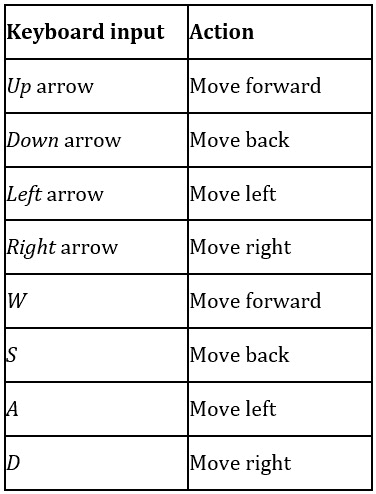 Keyboard input Action
Up arrow Move forward
Down arrow Move back
Left arrow Move left
Right arrow Move right
W Move forward
S Move back
A Move left
D Move right